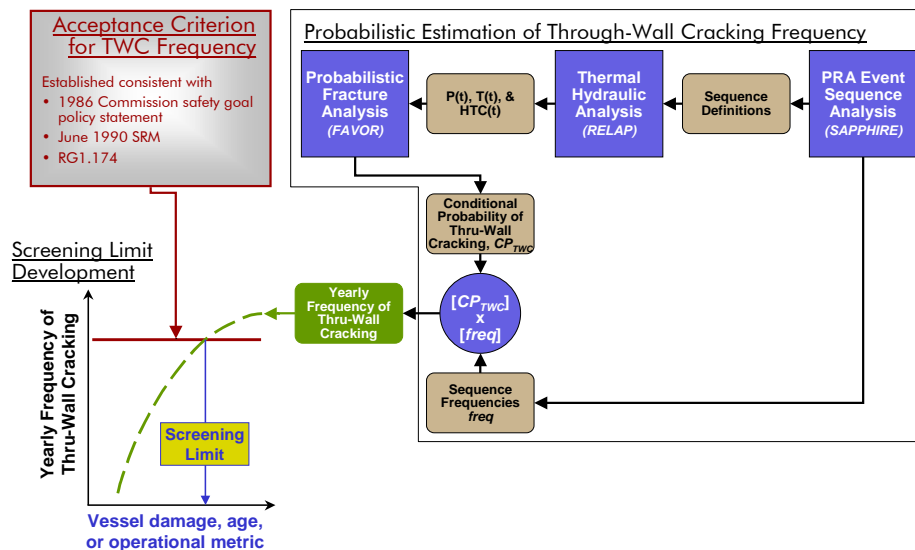 Acceptance Criterion
for TWC Frequency
Established consistent with
• 1986 Commission safety goal
policy statement
• June 1990 SRM
• RG1.174
Probabilistic Estimation of Through-Wall Cracking Frequency
Probabilistic
Fracture
Analysis
(FAVOR)
P(t), T(t), &
HTC(t)
Thermal
Hydraulic
Analysis
(RELAP)
Sequence
Definitions
PRA Event
Sequence
Analysis
(SAPPHIRE)
Conditional
Probability of
Thru-Wall
Cracking, CPTWC
[CPTWC]
x
[freq]
Sequence
Frequencies
freq
Yearly
Frequency of
Thru-Wall
Cracking
Screening Limit
Development
Yearly Frequency of
Thru-Wall Cracking
Screening
Limit
Vessel damage, age,
or operational metric